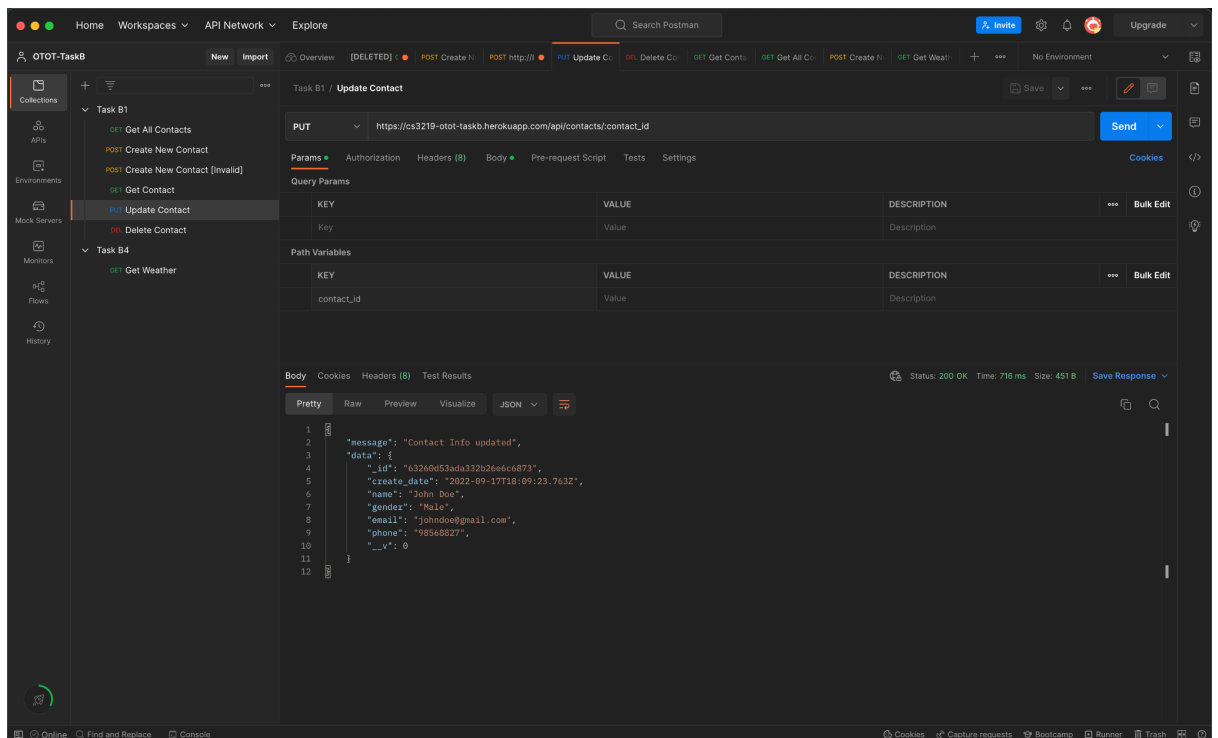 Home Workspaces API Network Explore Search Postman Invite Upgrade
OTOT-TaskB New Import Overview [DELETED] POST Create N POST http://l PUT Update Co DEL Delete Co GET Get Conta GET Get All Co POST Create N GET Get Weath No Environment
Collections
APIs
Environments
Mock Servers
Monitors
Flows
History
Task B1
GET Get All Contacts
POST Create New Contact
POST Create New Contact [Invalid]
GET Get Contact
PUT Update Contact
DEL Delete Contact
Task B4
GET Get Weather
Task B1 / Update Contact Save
PUT https://cs3219-otot-taskb.herokuapp.com/api/contacts/:contact_id Send
Params Authorization Headers (8) Body Pre-request Script Tests Settings Cookies
Query Params
KEY VALUE DESCRIPTION Bulk Edit
Key Value Description
Path Variables
KEY VALUE DESCRIPTION Bulk Edit
contact_id Value Description
Body Cookies Headers (8) Test Results Status: 200 OK Time: 716 ms Size: 451 B Save Response
Pretty Raw Preview Visualize JSON
1 {
2 "message": "Contact Info updated",
3 "data": {
4 "_id": "63260d53ada332b26e6c6873",
5 "create_date": "2022-09-17T18:09:23.763Z",
6 "name": "John Doe",
7 "gender": "Male",
8 "email": "johndoe@gmail.com",
9 "phone": "98568827",
10 "__v": 0
11 }
12 }
Online Find and Replace Console Cookies Capture requests Bootcamp Runner Trash